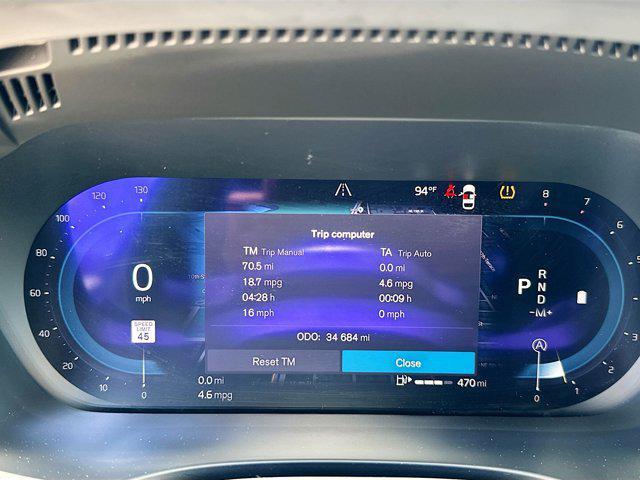 130
120
100
80
60
40
20
10
0
0
mph
SPEED
LIMIT
45
94°F
Trip computer
TM Trip Manual
TA Trip Auto
70.5 mi
0.0 mi
18.7 mpg
4.6 mpg
04:28 h
00:09 h
16 mph
0 mph
ODO: 34 684 mi
Reset TM
Close
0.0 mi
4.6 mpg
470 mi
P
R
N
D
-M+
A
8
7
6
5
3
2
1
0